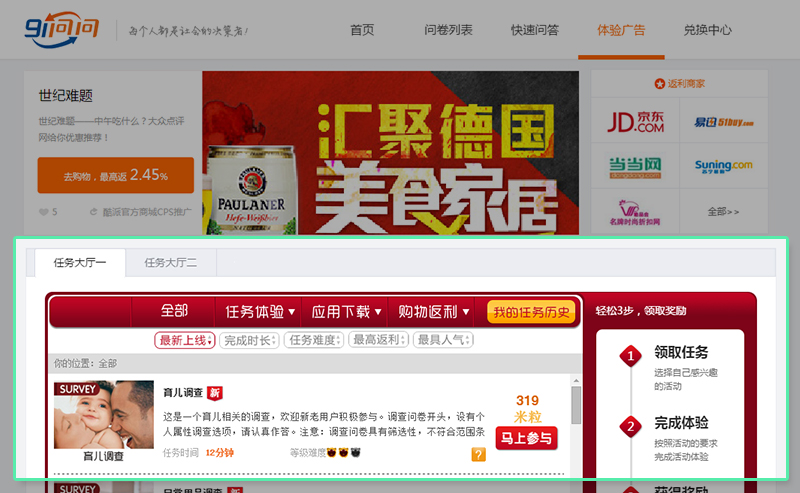 91问问
每个人都是社会的决策者!
首页
问卷列表
快速问答
体验广告
兑换中心
世纪难题
世纪难题——中午吃什么?大众点评
网给你优惠推荐!
去购物,最高返 2.45%
5
酷派官方商城CPS推广
汇聚德国
美食家居
PAULANER
Hefe-Weißbier
返利商家
JD京东
JD.COM
易迅 51buy.com
当当网
dangdang.com
Suning.com
苏宁易购
唯品会
名牌时尚折扣网
全部>>
任务大厅一
任务大厅二
全部
任务体验▼
应用下载▼
购物返利▼
我的任务历史
最新上线
完成时长
任务难度
最高返利
最具人气
你的位置: 全部
SURVEY
育儿调查
育儿调查 新
这是一个育儿相关的调查,欢迎新老用户积极参与。调查问卷开头,设有个
人属性调查选项,请认真作答。注意:调查问卷具有筛选性,不符合范围条
任务时间 12分钟
等级难度
319
米粒
马上参与
?
SURVEY
日常用品调查 新
轻松3步,领取奖励
1
领取任务
选择自己感兴趣
的活动
2
完成体验
按照活动的要求
完成活动体验
获得奖励